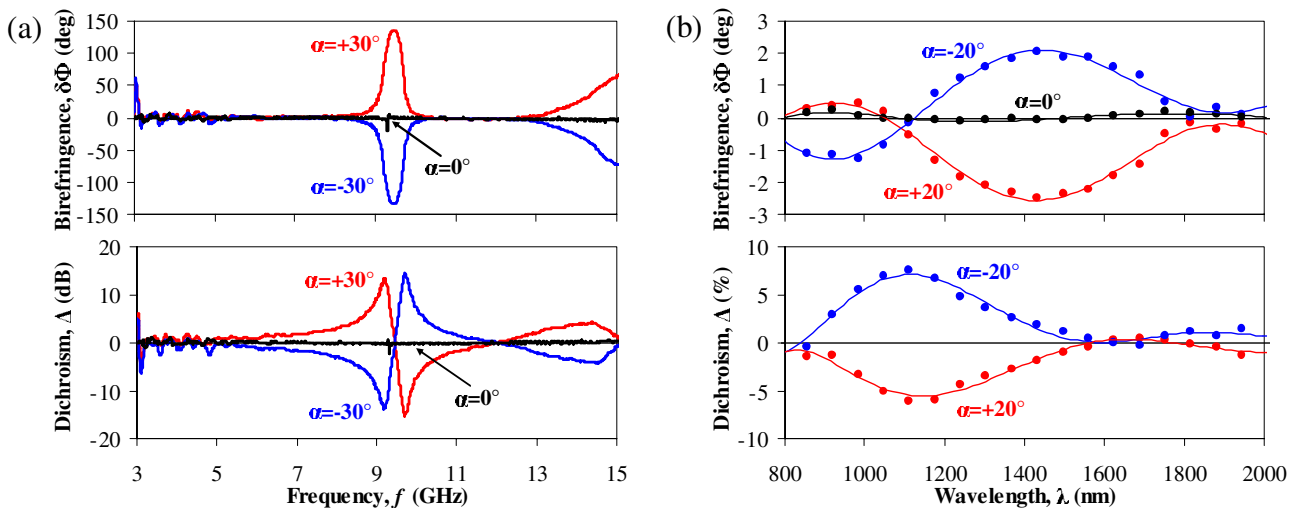 (a)
Birefringence, δΦ (deg)
150
100
50
0
-50
-100
-150
α=+30°
α=0°
α=-30°
Dichroism, Δ (dB)
20
10
0
-10
-20
α=+30°
α=0°
α=-30°
3 5 7 9 11 13 15
Frequency, f (GHz)
(b)
Birefringence, δΦ (deg)
3
2
1
0
-1
-2
-3
α=-20°
α=0°
α=+20°
Dichroism, Δ (%)
10
5
0
-5
-10
α=-20°
α=+20°
800 1000 1200 1400 1600 1800 2000
Wavelength, λ (nm)